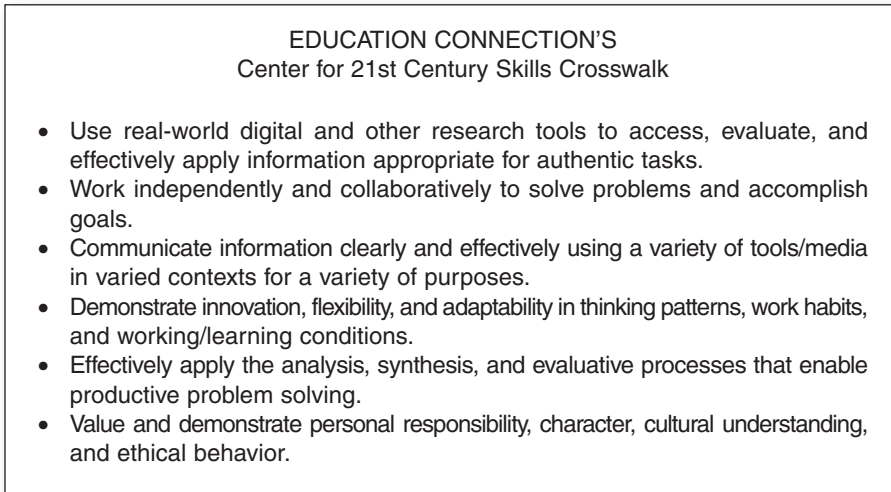 EDUCATION CONNECTION’S
Center for 21st Century Skills Crosswalk
• Use real-world digital and other research tools to access, evaluate, and
effectively apply information appropriate for authentic tasks.
• Work independently and collaboratively to solve problems and accomplish
goals.
• Communicate information clearly and effectively using a variety of tools/media
in varied contexts for a variety of purposes.
• Demonstrate innovation, flexibility, and adaptability in thinking patterns, work habits,
and working/learning conditions.
• Effectively apply the analysis, synthesis, and evaluative processes that enable
productive problem solving.
• Value and demonstrate personal responsibility, character, cultural understanding,
and ethical behavior.